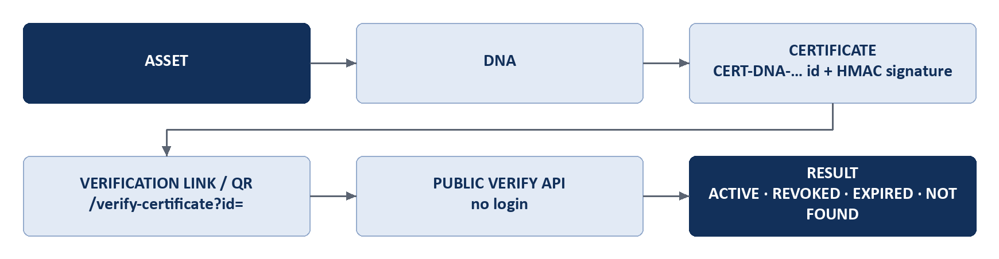 ASSET
DNA
CERTIFICATE
CERT-DNA-... id + HMAC signature
VERIFICATION LINK / QR
/verify-certificate?id=
PUBLIC VERIFY API
no login
RESULT
ACTIVE · REVOKED · EXPIRED · NOT
FOUND